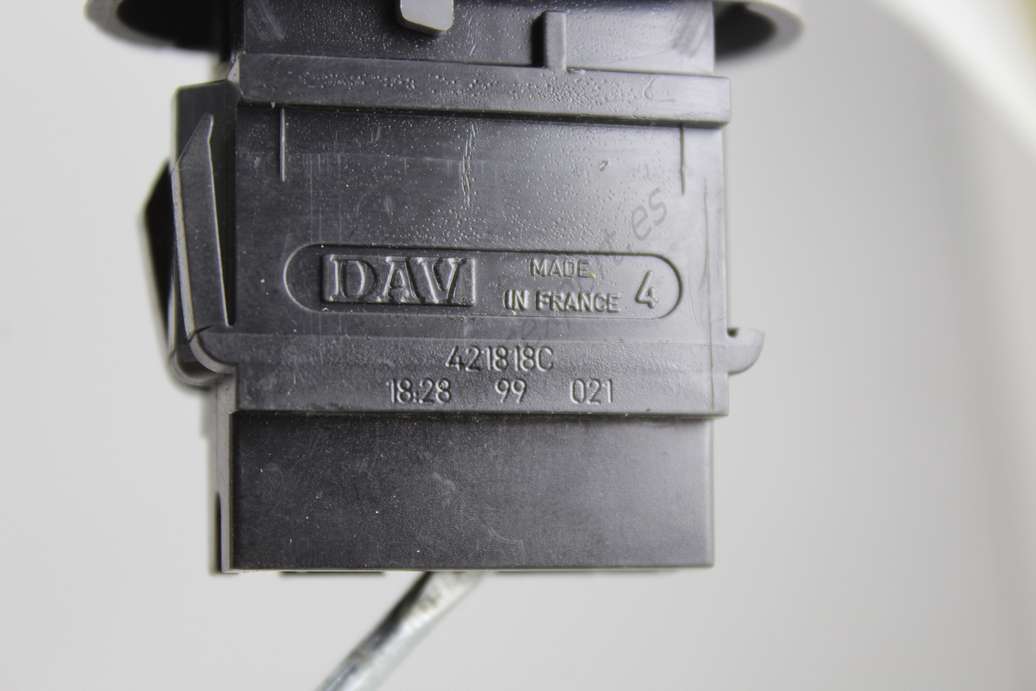 DAV
MADE
IN FRANCE 4
421818C
18:28 99 021